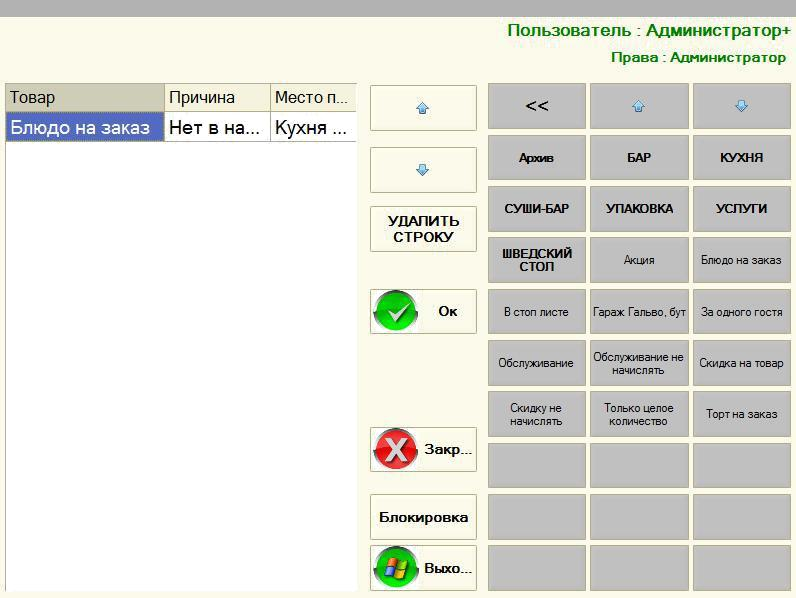 Пользователь : Администратор+
Права : Администратор
Товар Причина Место п...
Блюдо на заказ Нет в на... Кухня ...
УДАЛИТЬ
СТРОКУ
Ок
Закр...
Блокировка
Выхо...
<<
Архив БАР КУХНЯ
СУШИ-БАР УПАКОВКА УСЛУГИ
ШВЕДСКИЙ
СТОЛ
Акция
Блюдо на заказ
В стоп листе Гараж Гальво, бут За одного гостя
Обслуживание
Обслуживание не
начислять
Скидка на товар
Скидку не
начислять
Только целое
количество
Торт на заказ